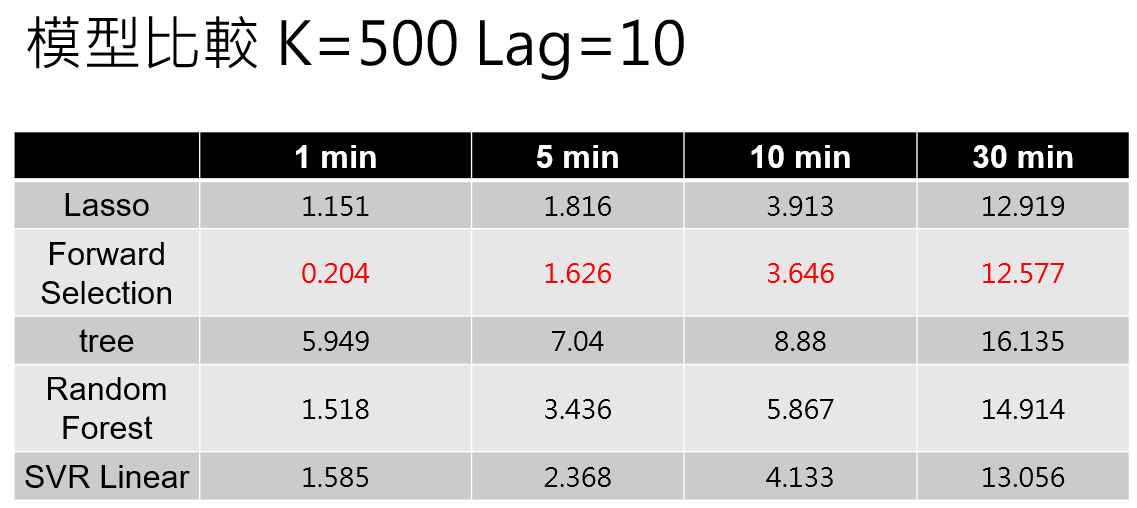 模型比較 K=500 Lag=10
1 min 5 min 10 min 30 min
Lasso 1.151 1.816 3.913 12.919
Forward
Selection 0.204 1.626 3.646 12.577
tree 5.949 7.04 8.88 16.135
Random
Forest 1.518 3.436 5.867 14.914
SVR Linear 1.585 2.368 4.133 13.056